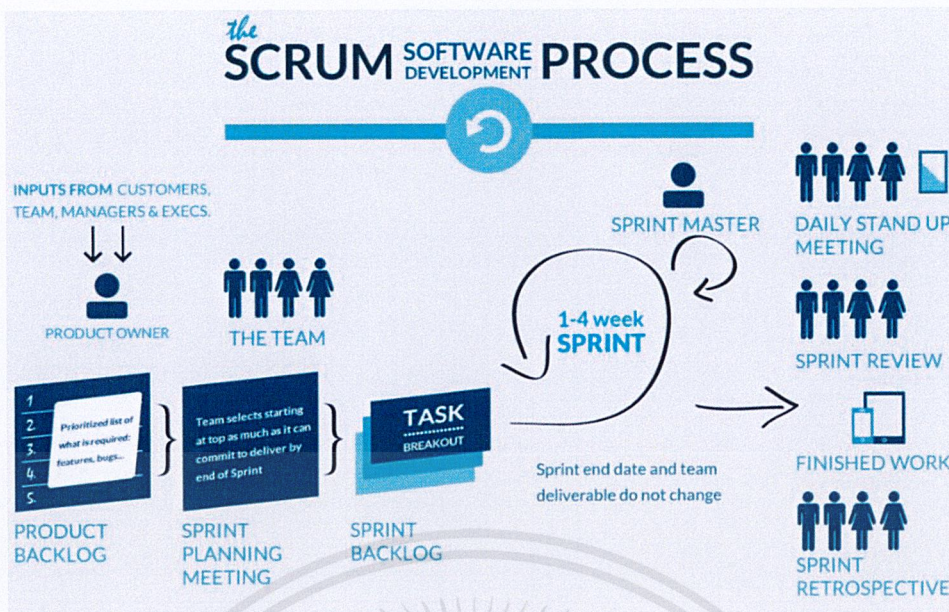 the
SCRUM SOFTWARE DEVELOPMENT PROCESS
INPUTS FROM CUSTOMERS,
TEAM, MANAGERS & EXECS.
PRODUCT OWNER
THE TEAM
SPRINT MASTER
DAILY STAND UP
MEETING
1-4 week
SPRINT
SPRINT REVIEW
1
2
3.
4.
5.
Prioritized list of
what is required:
features, bugs...
Team selects starting
at top as much as it can
commit to deliver by
end of Sprint
TASK
BREAKOUT
Sprint end date and team
deliverable do not change
FINISHED WORK
PRODUCT
BACKLOG
SPRINT
PLANNING
MEETING
SPRINT
BACKLOG
SPRINT
RETROSPECTIVE